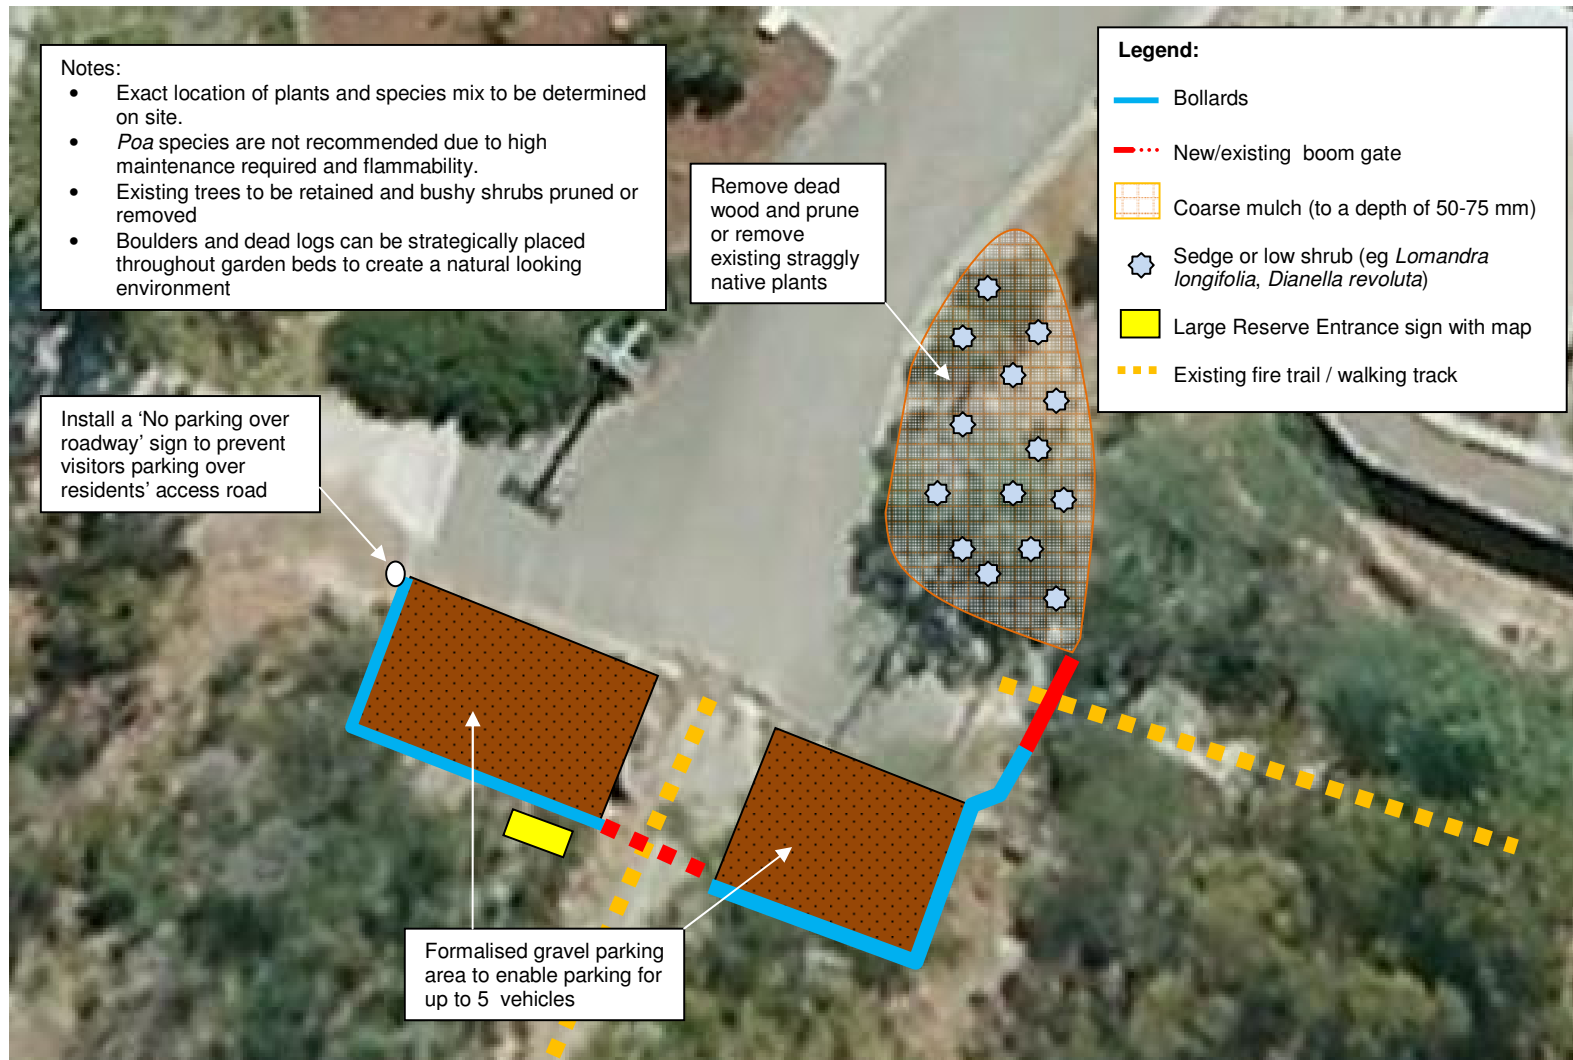 Notes:
• Exact location of plants and species mix to be determined
on site.
• Poa species are not recommended due to high
maintenance required and flammability.
• Existing trees to be retained and bushy shrubs pruned or
removed
• Boulders and dead logs can be strategically placed
throughout garden beds to create a natural looking
environment
Legend:
Bollards
New/existing boom gate
Coarse mulch (to a depth of 50-75 mm)
Sedge or low shrub (eg Lomandra
longifolia, Dianella revoluta)
Large Reserve Entrance sign with map
Existing fire trail / walking track
Remove dead
wood and prune
or remove
existing straggly
native plants
Install a ‘No parking over
roadway’ sign to prevent
visitors parking over
residents’ access road
Formalised gravel parking
area to enable parking for
up to 5 vehicles